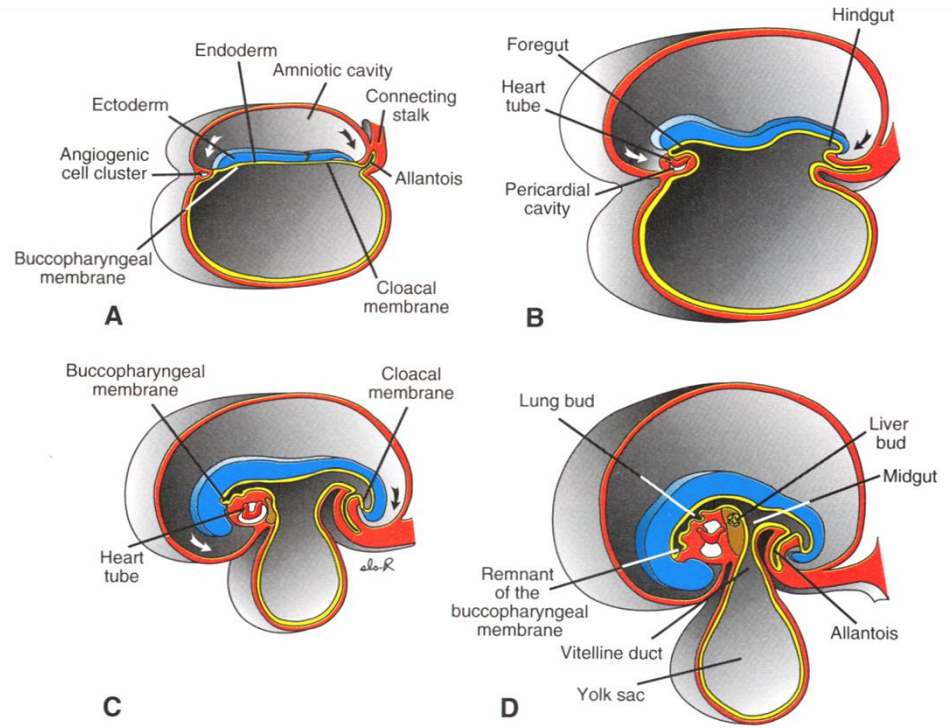 Endoderm
Amniotic cavity
Ectoderm
Connecting
stalk
Angiogenic
cell cluster
Allantois
Buccopharyngeal
membrane
Cloacal
membrane
A
Hindgut
Foregut
Heart
tube
Pericardial
cavity
B
Buccopharyngeal
membrane
Cloacal
membrane
Heart
tube
C
Lung bud
Liver
bud
Midgut
Remnant
of the
buccopharyngeal
membrane
Allantois
Vitelline duct
Yolk sac
D